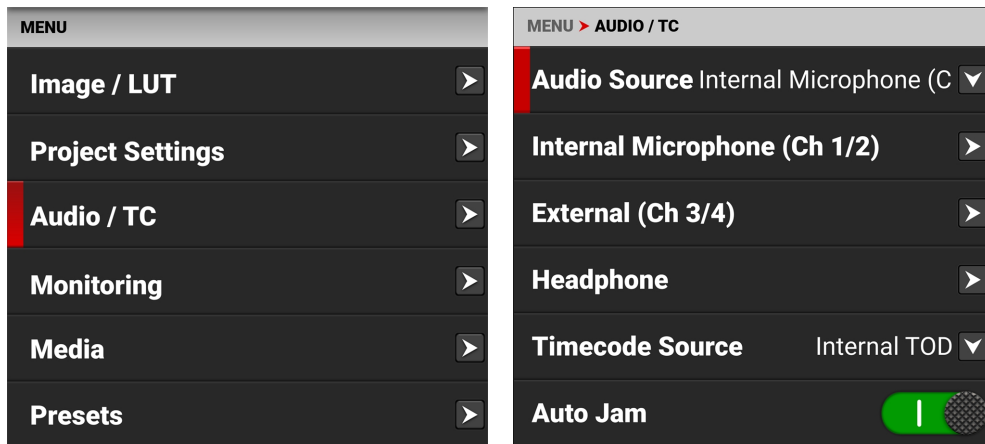 MENU
Image / LUT
Project Settings
Audio / TC
Monitoring
Media
Presets
MENU > AUDIO / TC
Audio Source Internal Microphone (C
Internal Microphone (Ch 1/2)
External (Ch 3/4)
Headphone
Timecode Source Internal TOD
Auto Jam